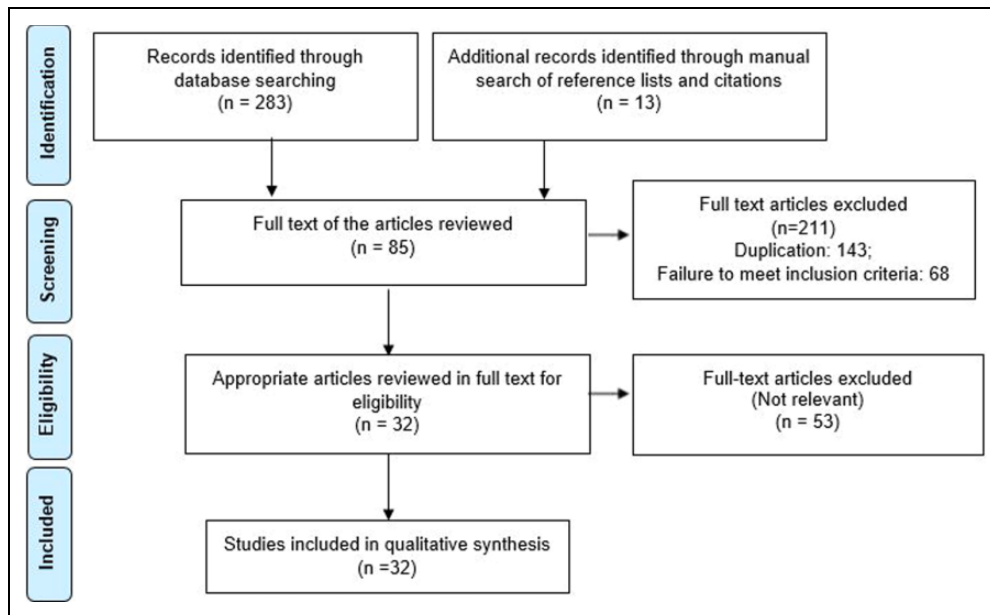 Identification
Records identified through
database searching
(n = 283)
Additional records identified through manual
search of reference lists and citations
(n = 13)
Screening
Full text of the articles reviewed
(n = 85)
Full text articles excluded
(n=211)
Duplication: 143;
Failure to meet inclusion criteria: 68
Eligibility
Appropriate articles reviewed in full text for
eligibility
(n = 32)
Full-text articles excluded
(Not relevant)
(n = 53)
Included
Studies included in qualitative synthesis
(n =32)